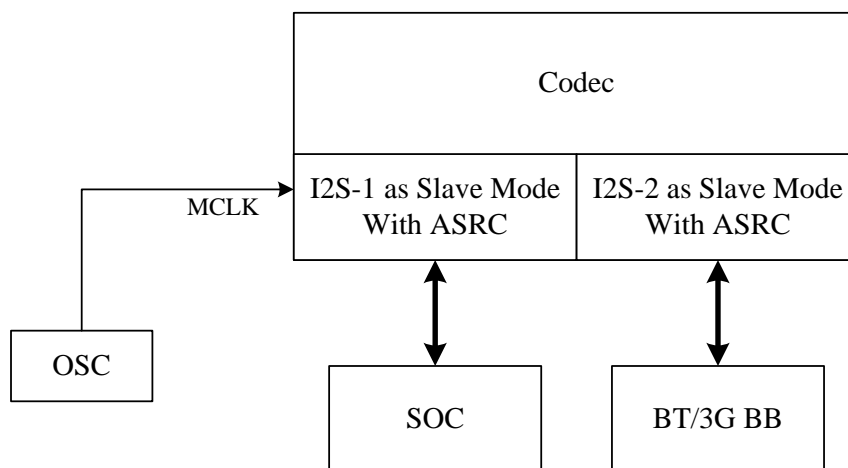 Codec
I2S-1 as Slave Mode
With ASRC
I2S-2 as Slave Mode
With ASRC
MCLK
OSC
SOC
BT/3G BB